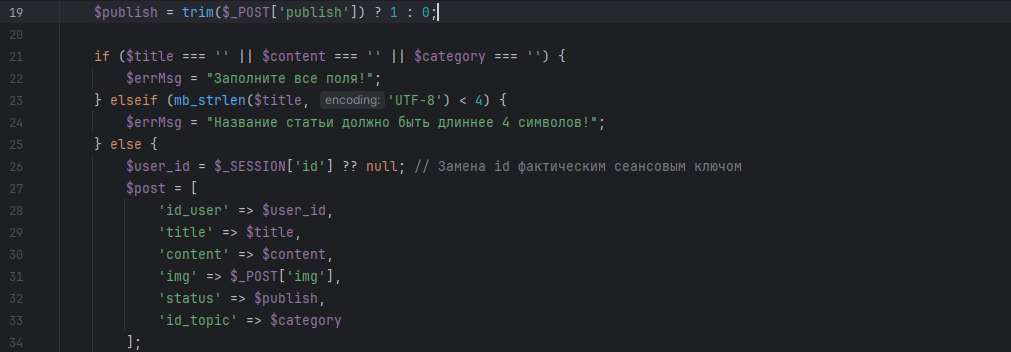 19 $publish = trim($_POST['publish']) ? 1 : 0;
20
21 if ($title === '' || $content === '' || $category === '') {
22 $errMsg = "Заполните все поля!";
23 } elseif (mb_strlen($title, encoding: 'UTF-8') < 4) {
24 $errMsg = "Название статьи должно быть длиннее 4 символов!";
25 } else {
26 $user_id = $_SESSION['id'] ?? null; // Замена id фактическим сеансовым ключом
27 $post = [
28 'id_user' => $user_id,
29 'title' => $title,
30 'content' => $content,
31 'img' => $_POST['img'],
32 'status' => $publish,
33 'id_topic' => $category
34 ];